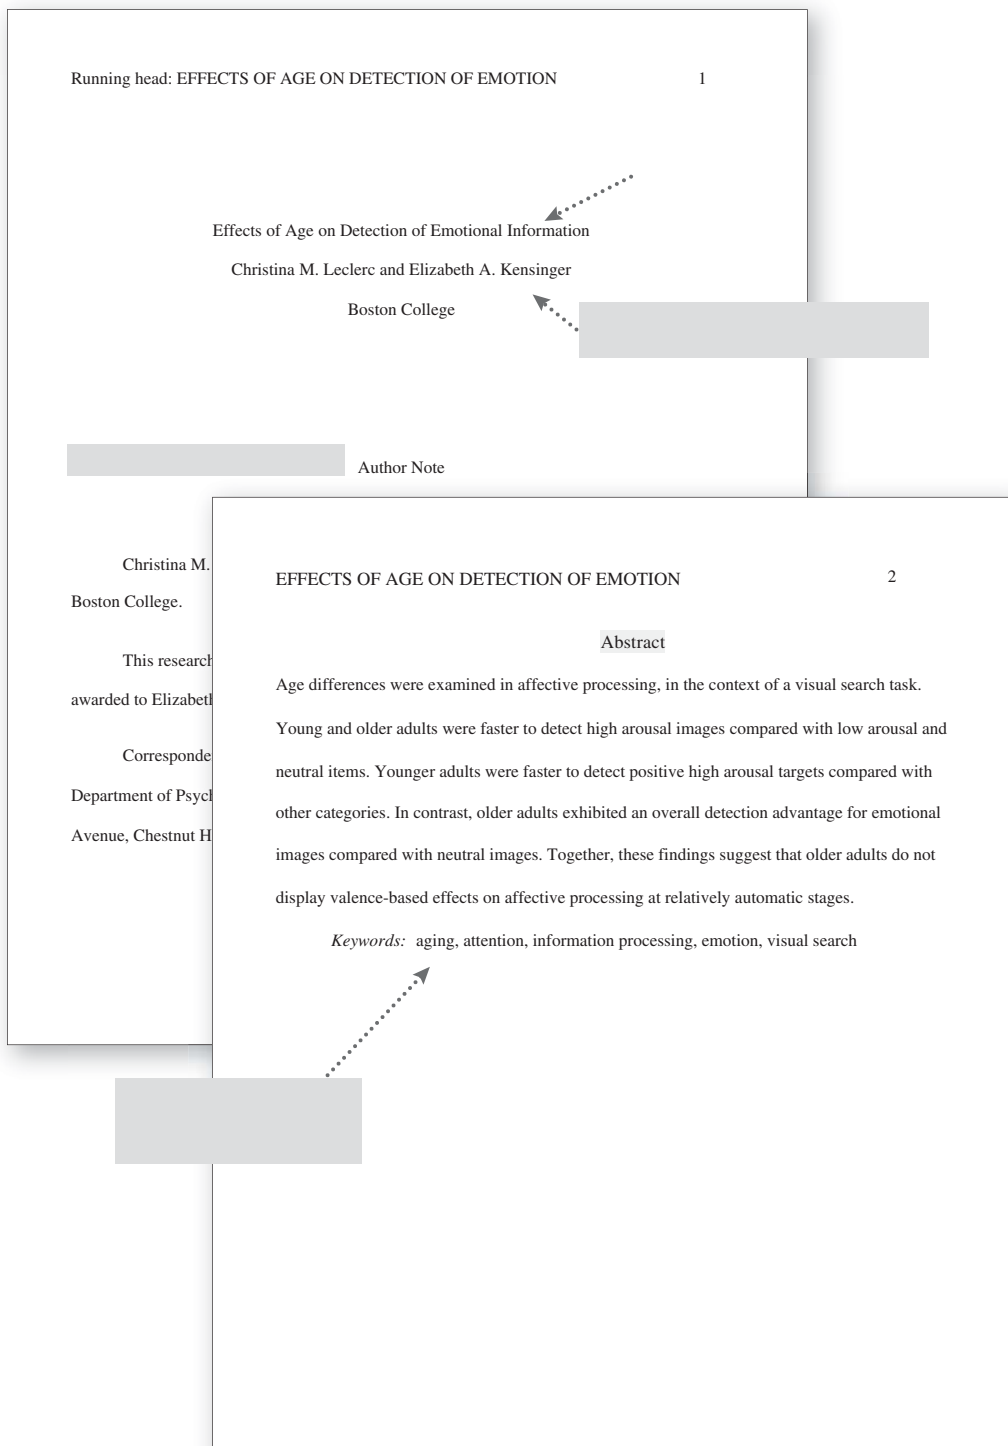 Running head: EFFECTS OF AGE ON DETECTION OF EMOTION 1
Effects of Age on Detection of Emotional Information
Christina M. Leclerc and Elizabeth A. Kensinger
Boston College
Author Note
Christina M.
Boston College.
This research
awarded to
Avenue, Chestnut
EFFECTS OF AGE ON DETECTION OF EMOTION 2
Abstract
Age differences were examined in affective processing, in the context of a visual search task.
Young and older adults were faster to detect high arousal images compared with low arousal and
neutral items. Younger adults were faster to detect positive high arousal targets compared with
other categories. In contrast, older adults exhibited an overall detection advantage for emotional
images compared with neutral images. Together, these findings suggest that older adults do not
display valence-based effects on affective processing at relatively automatic stages.
Keywords: aging, attention, information processing, emotion, visual search